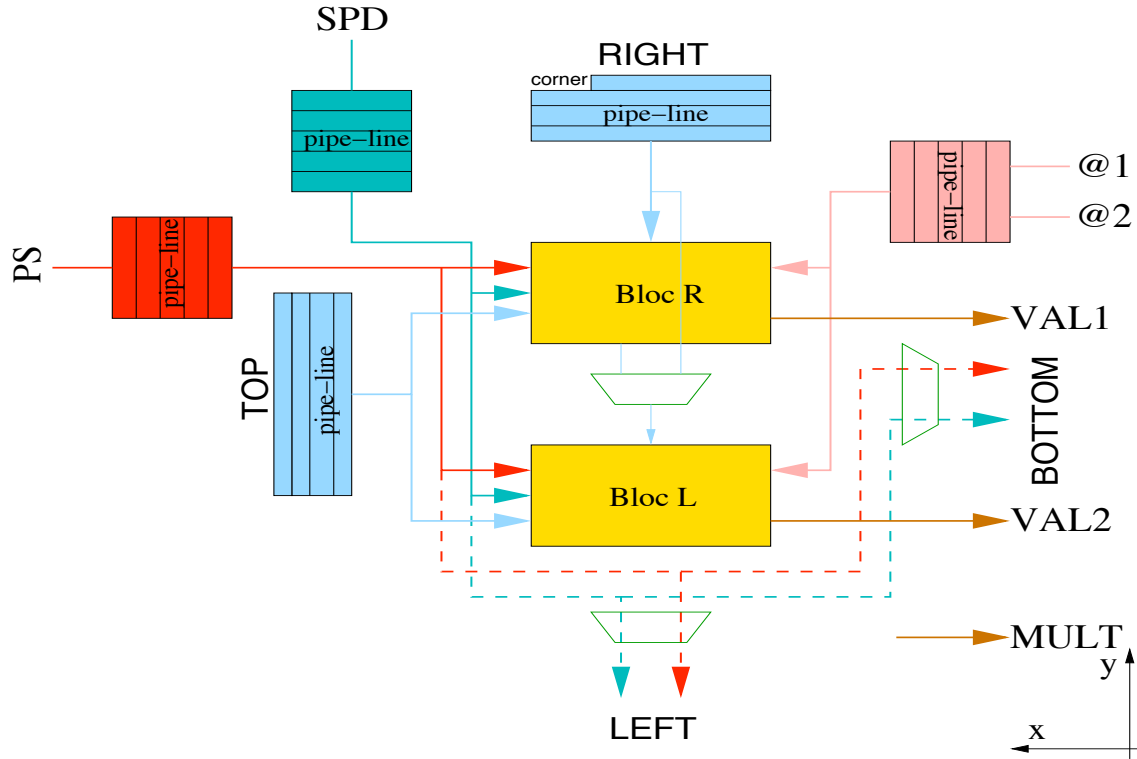 SPD
RIGHT
corner
pipe-line
pipe-line
pipe-line
@1
@2
PS
pipe-line
Bloc R
VAL1
TOP
pipe-line
BOTTOM
Bloc L
VAL2
MULT
y
LEFT
x